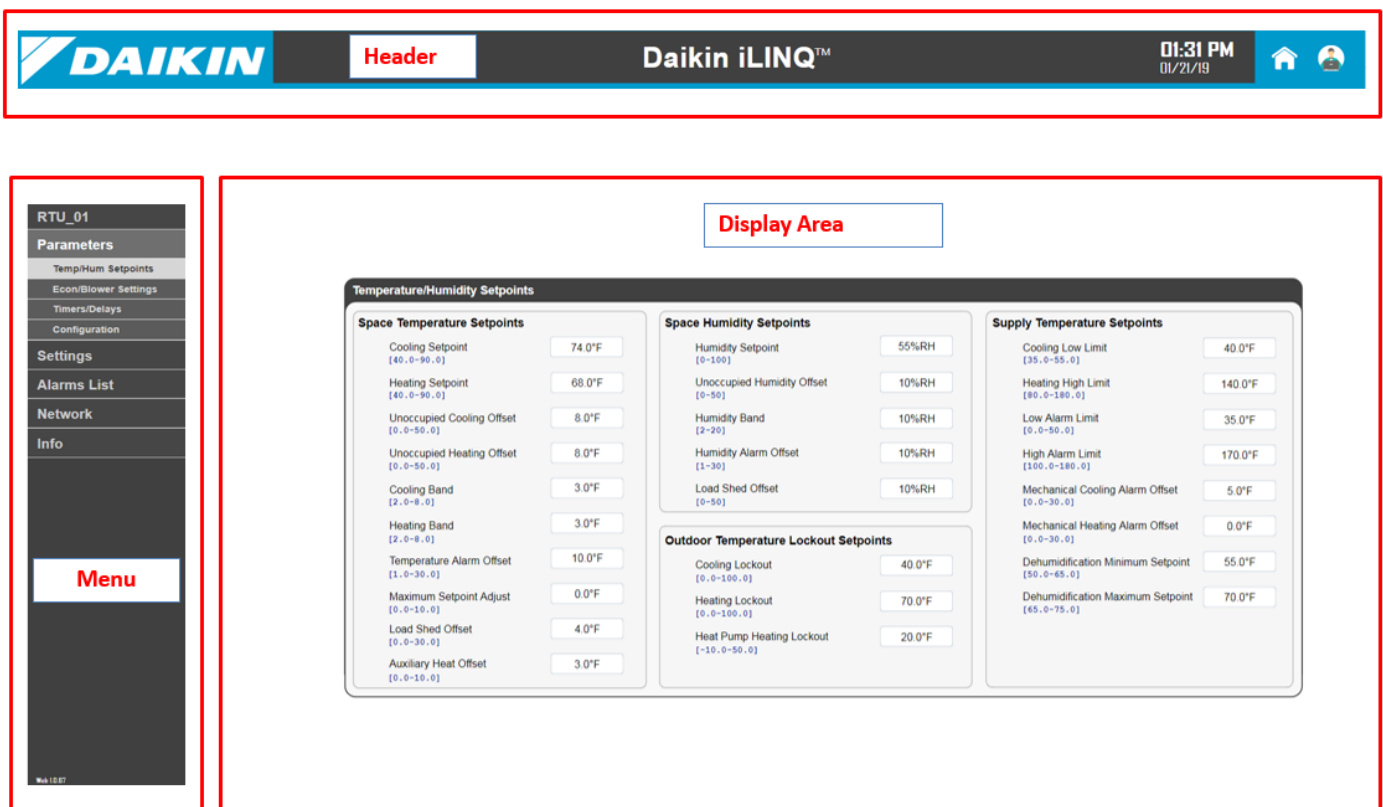 DAIKIN
Header
Daikin iLINQ™
01:31 PM
01/21/19
RTU_01
Parameters
Temp/Hum Setpoints
Econ/Blower Settings
Timers/Delays
Configuration
Settings
Alarms List
Network
Info
Menu
Web 1.0.67
Display Area
Temperature/Humidity Setpoints
Space Temperature Setpoints
Cooling Setpoint 74.0°F
[40.0-90.0]
Heating Setpoint 68.0°F
[40.0-90.0]
Unoccupied Cooling Offset 8.0°F
[0.0-50.0]
Unoccupied Heating Offset 8.0°F
[0.0-50.0]
Cooling Band 3.0°F
[2.0-8.0]
Heating Band 3.0°F
[2.0-8.0]
Temperature Alarm Offset 10.0°F
[1.0-30.0]
Maximum Setpoint Adjust 0.0°F
[0.0-10.0]
Load Shed Offset 4.0°F
[0.0-30.0]
Auxiliary Heat Offset 3.0°F
[0.0-10.0]
Space Humidity Setpoints
Humidity Setpoint 55%RH
[0-100]
Unoccupied Humidity Offset 10%RH
[0-50]
Humidity Band 10%RH
[2-20]
Humidity Alarm Offset 10%RH
[1-30]
Load Shed Offset 10%RH
[0-50]
Outdoor Temperature Lockout Setpoints
Cooling Lockout 40.0°F
[0.0-100.0]
Heating Lockout 70.0°F
[0.0-100.0]
Heat Pump Heating Lockout 20.0°F
[-10.0-50.0]
Supply Temperature Setpoints
Cooling Low Limit 40.0°F
[35.0-55.0]
Heating High Limit 140.0°F
[80.0-180.0]
Low Alarm Limit 35.0°F
[0.0-50.0]
High Alarm Limit 170.0°F
[100.0-180.0]
Mechanical Cooling Alarm Offset 5.0°F
[0.0-30.0]
Mechanical Heating Alarm Offset 0.0°F
[0.0-30.0]
Dehumidification Minimum Setpoint 55.0°F
[50.0-65.0]
Dehumidification Maximum Setpoint 70.0°F
[65.0-75.0]